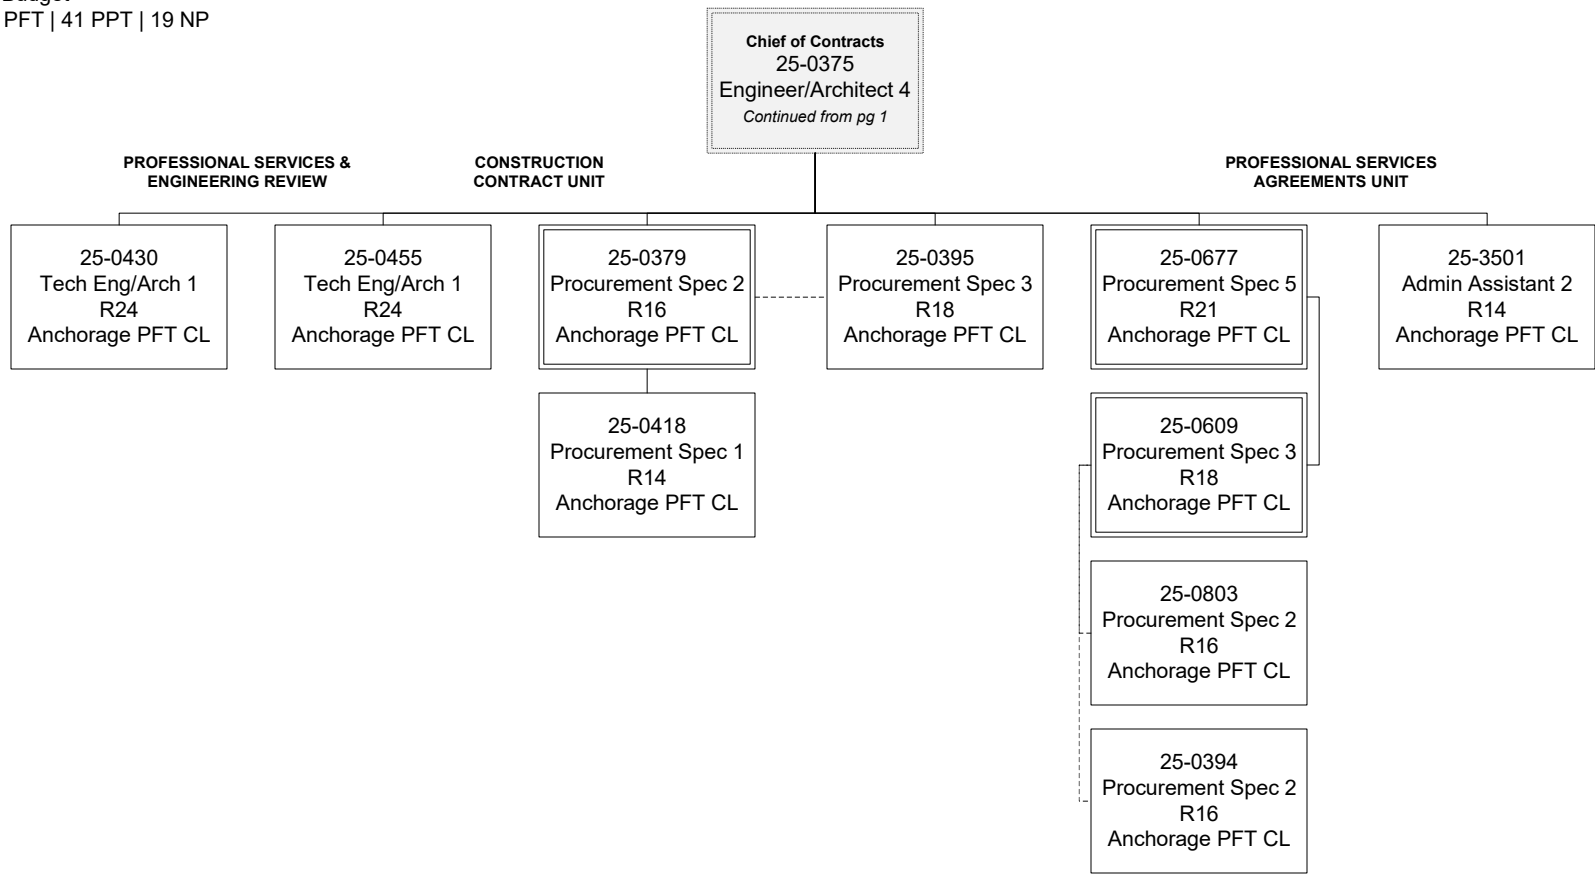 PFT | 41 PPT | 19 NP
Chief of Contracts
25-0375
Engineer/Architect 4
Continued from pg 1
PROFESSIONAL SERVICES &
ENGINEERING REVIEW
CONSTRUCTION
CONTRACT UNIT
PROFESSIONAL SERVICES
AGREEMENTS UNIT
25-0430
Tech Eng/Arch 1
R24
Anchorage PFT CL
25-0455
Tech Eng/Arch 1
R24
Anchorage PFT CL
25-0379
Procurement Spec 2
R16
Anchorage PFT CL
25-0395
Procurement Spec 3
R18
Anchorage PFT CL
25-0677
Procurement Spec 5
R21
Anchorage PFT CL
25-3501
Admin Assistant 2
R14
Anchorage PFT CL
25-0418
Procurement Spec 1
R14
Anchorage PFT CL
25-0609
Procurement Spec 3
R18
Anchorage PFT CL
25-0803
Procurement Spec 2
R16
Anchorage PFT CL
25-0394
Procurement Spec 2
R16
Anchorage PFT CL